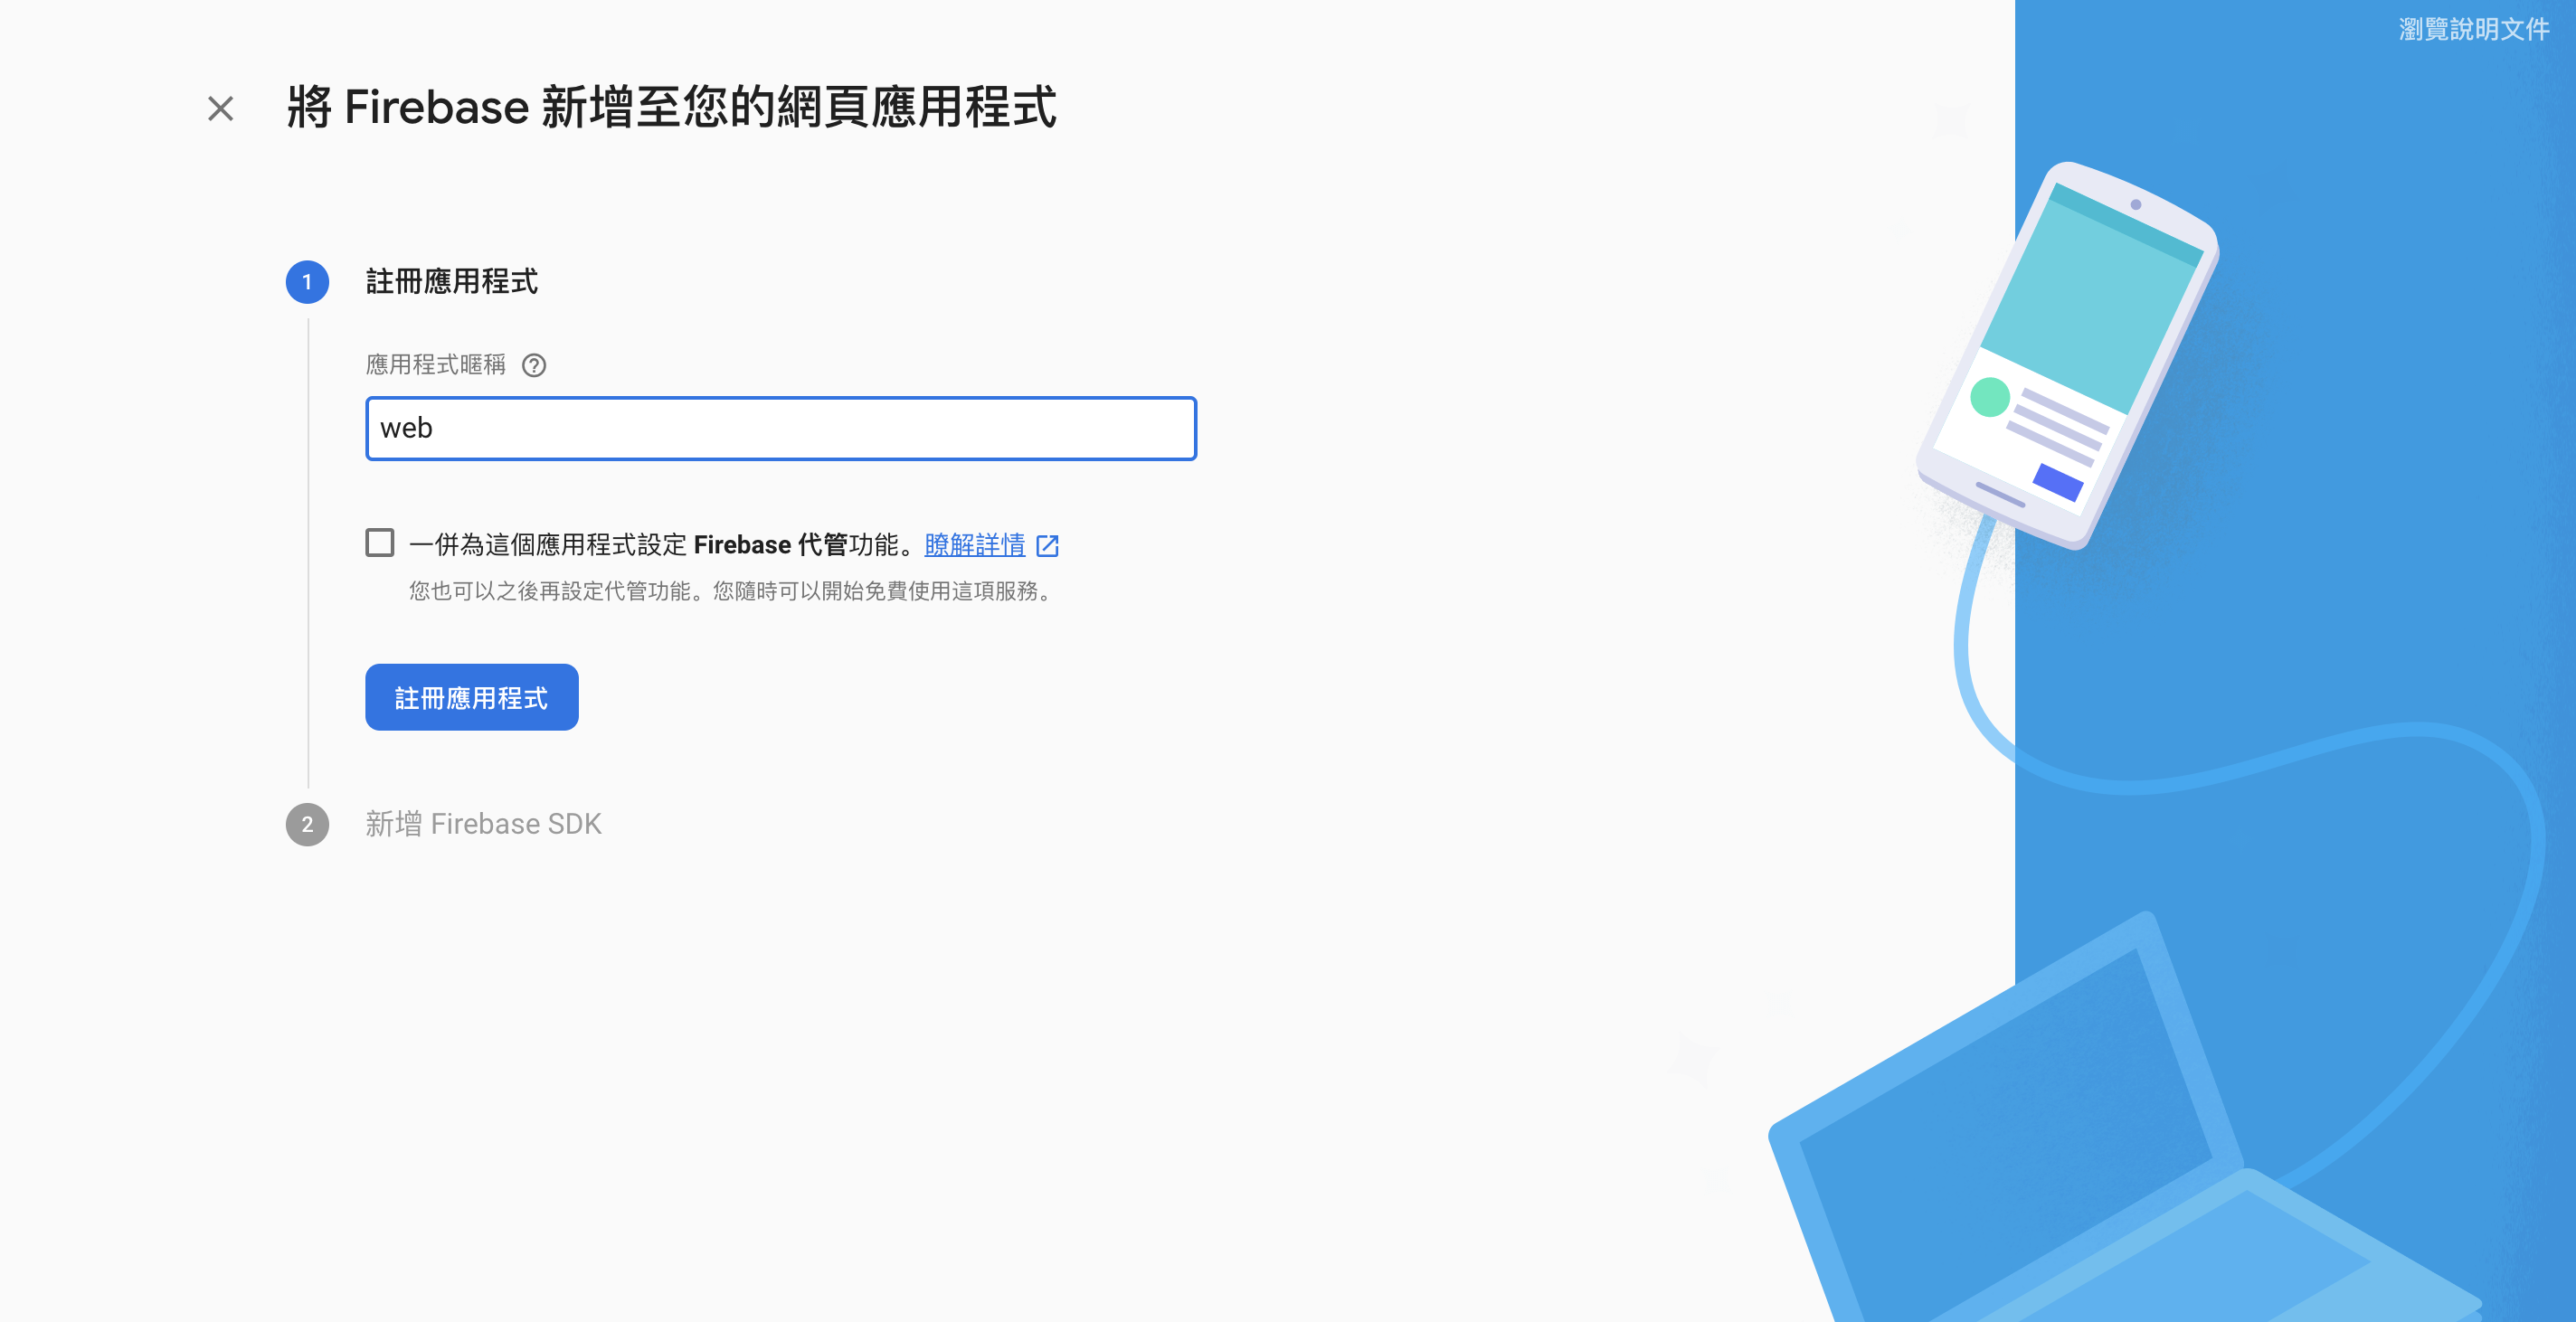 瀏覽說明文件
將 Firebase 新增至您的網頁應用程式
1 註冊應用程式
應用程式暱稱
web
一併為這個應用程式設定 Firebase 代管功能。瞭解詳情
您也可以之後再設定代管功能。您隨時可以開始免費使用這項服務。
註冊應用程式
2 新增 Firebase SDK